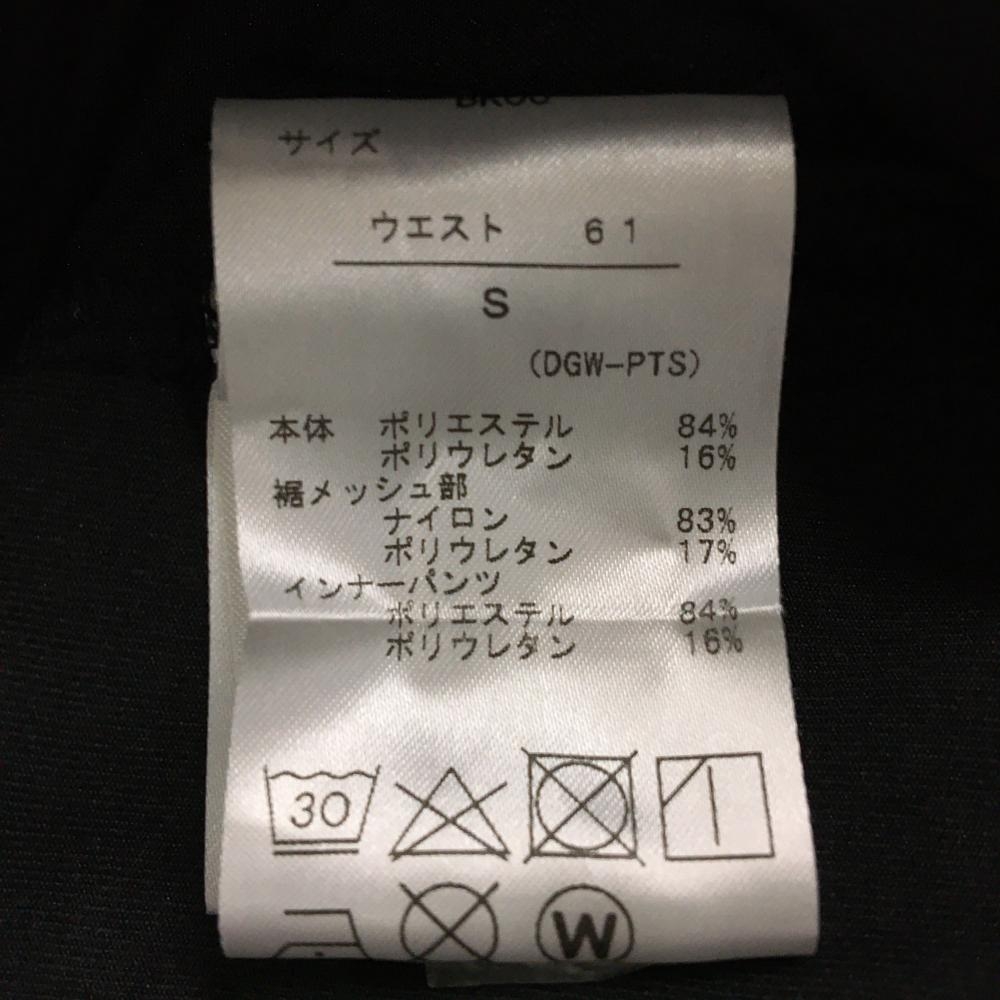 サイズ
ウエスト 61
S
(DGW-PTS)
本体 ポリエステル 84%
ポリウレタン 16%
裾メッシュ部
ナイロン 83%
ポリウレタン 17%
インナーパンツ
ポリエステル 84%
ポリウレタン 16%
30
W